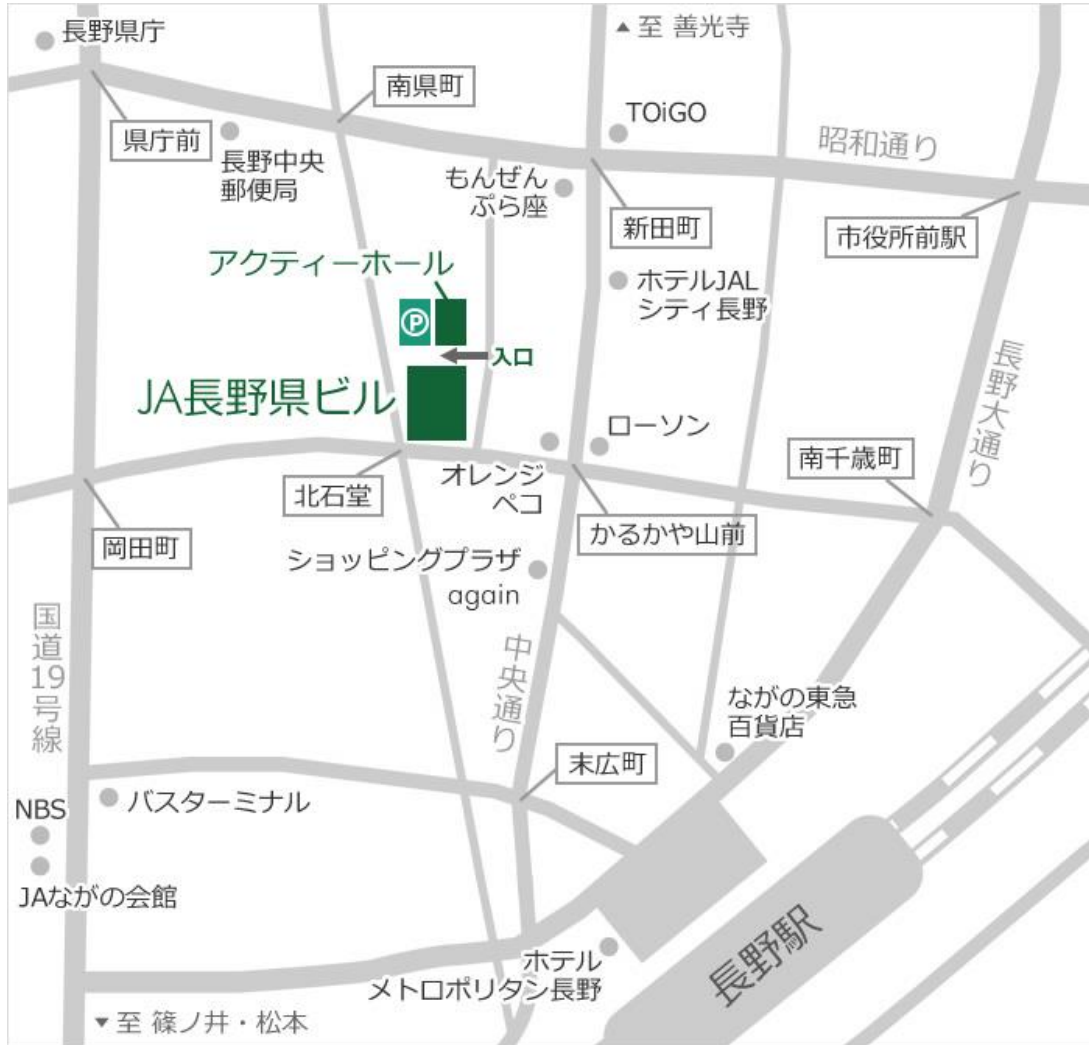 長野県庁
▲至 善光寺
南県町
TOiGO
県庁前
長野中央
郵便局
昭和通り
もんぜん
ぷら座
新田町
市役所前駅
アクティーホール
ホテルJAL
シティ長野
P
入口
JA長野県ビル
長野大通り
ローソン
オレンジ
ペコ
南千歳町
北石堂
かるかや山前
岡田町
ショッピングプラザ
again
国道19号線
中央通り
ながの東急
百貨店
末広町
バスターミナル
NBS
JAながの会館
長野駅
ホテル
メトロポリタン長野
▼至 篠ノ井・松本